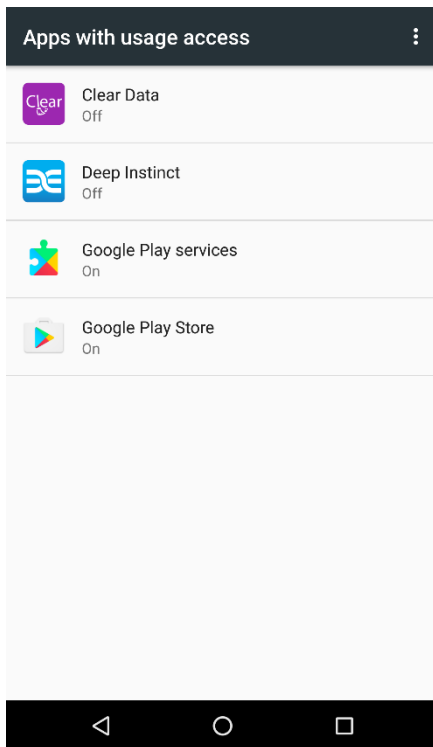 Apps with usage access
Clear
Clear Data
Off
Deep Instinct
Off
Google Play services
On
Google Play Store
On